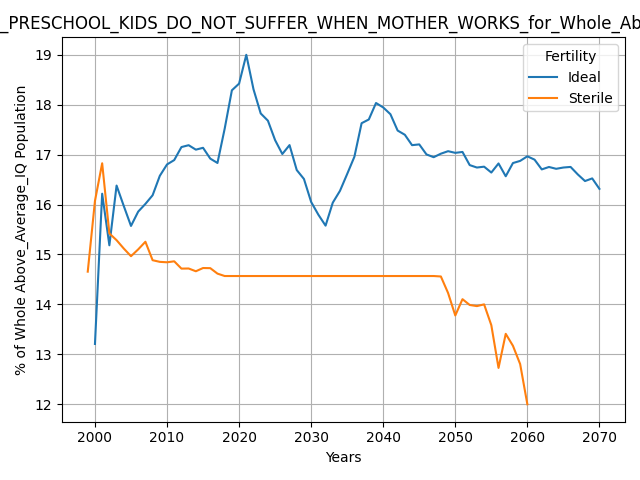 _PRESCHOOL_KIDS_DO_NOT_SUFFER_WHEN_MOTHER_WORKS_for_Whole_Ab
Fertility
Ideal
Sterile
% of Whole Above_Average_IQ Population
19
18
17
16
15
14
13
12
2000 2010 2020 2030 2040 2050 2060 2070
Years